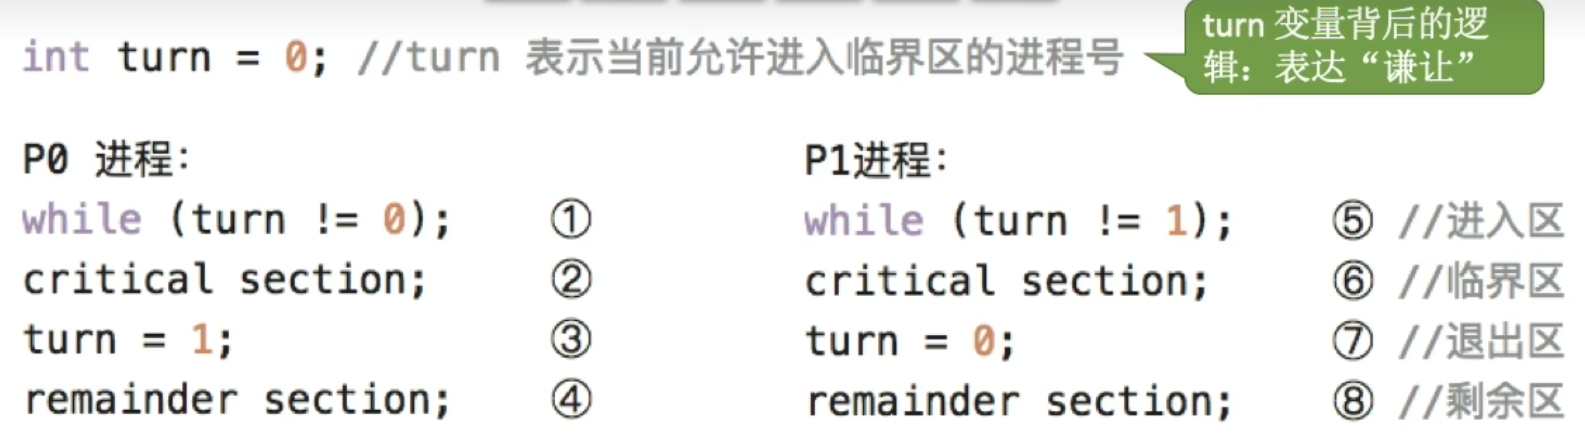 int turn = 0; //turn 表示当前允许进入临界区的进程号
turn 变量背后的逻
辑：表达“谦让”
P0 进程:
while (turn != 0); ①
critical section; ②
turn = 1; ③
remainder section; ④
P1进程:
while (turn != 1); ⑤ //进入区
critical section; ⑥ //临界区
turn = 0; ⑦ //退出区
remainder section; ⑧ //剩余区